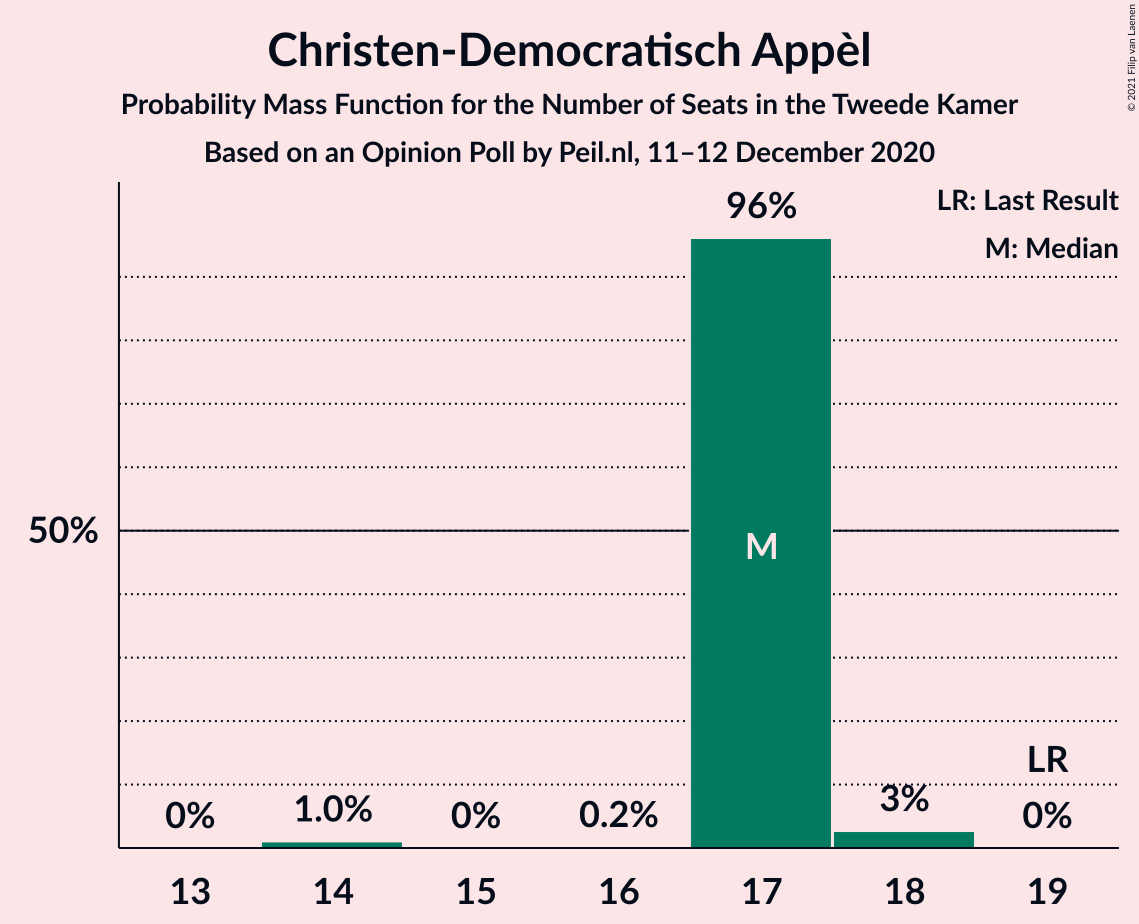 Christen-Democratisch Appèl
Probability Mass Function for the Number of Seats in the Tweede Kamer
Based on an Opinion Poll by Peil.nl, 11–12 December 2020
© 2021 Filip van Laenen
LR: Last Result
M: Median
50%
0%
1.0%
0%
0.2%
96%
M
3%
LR
0%
13
14
15
16
17
18
19